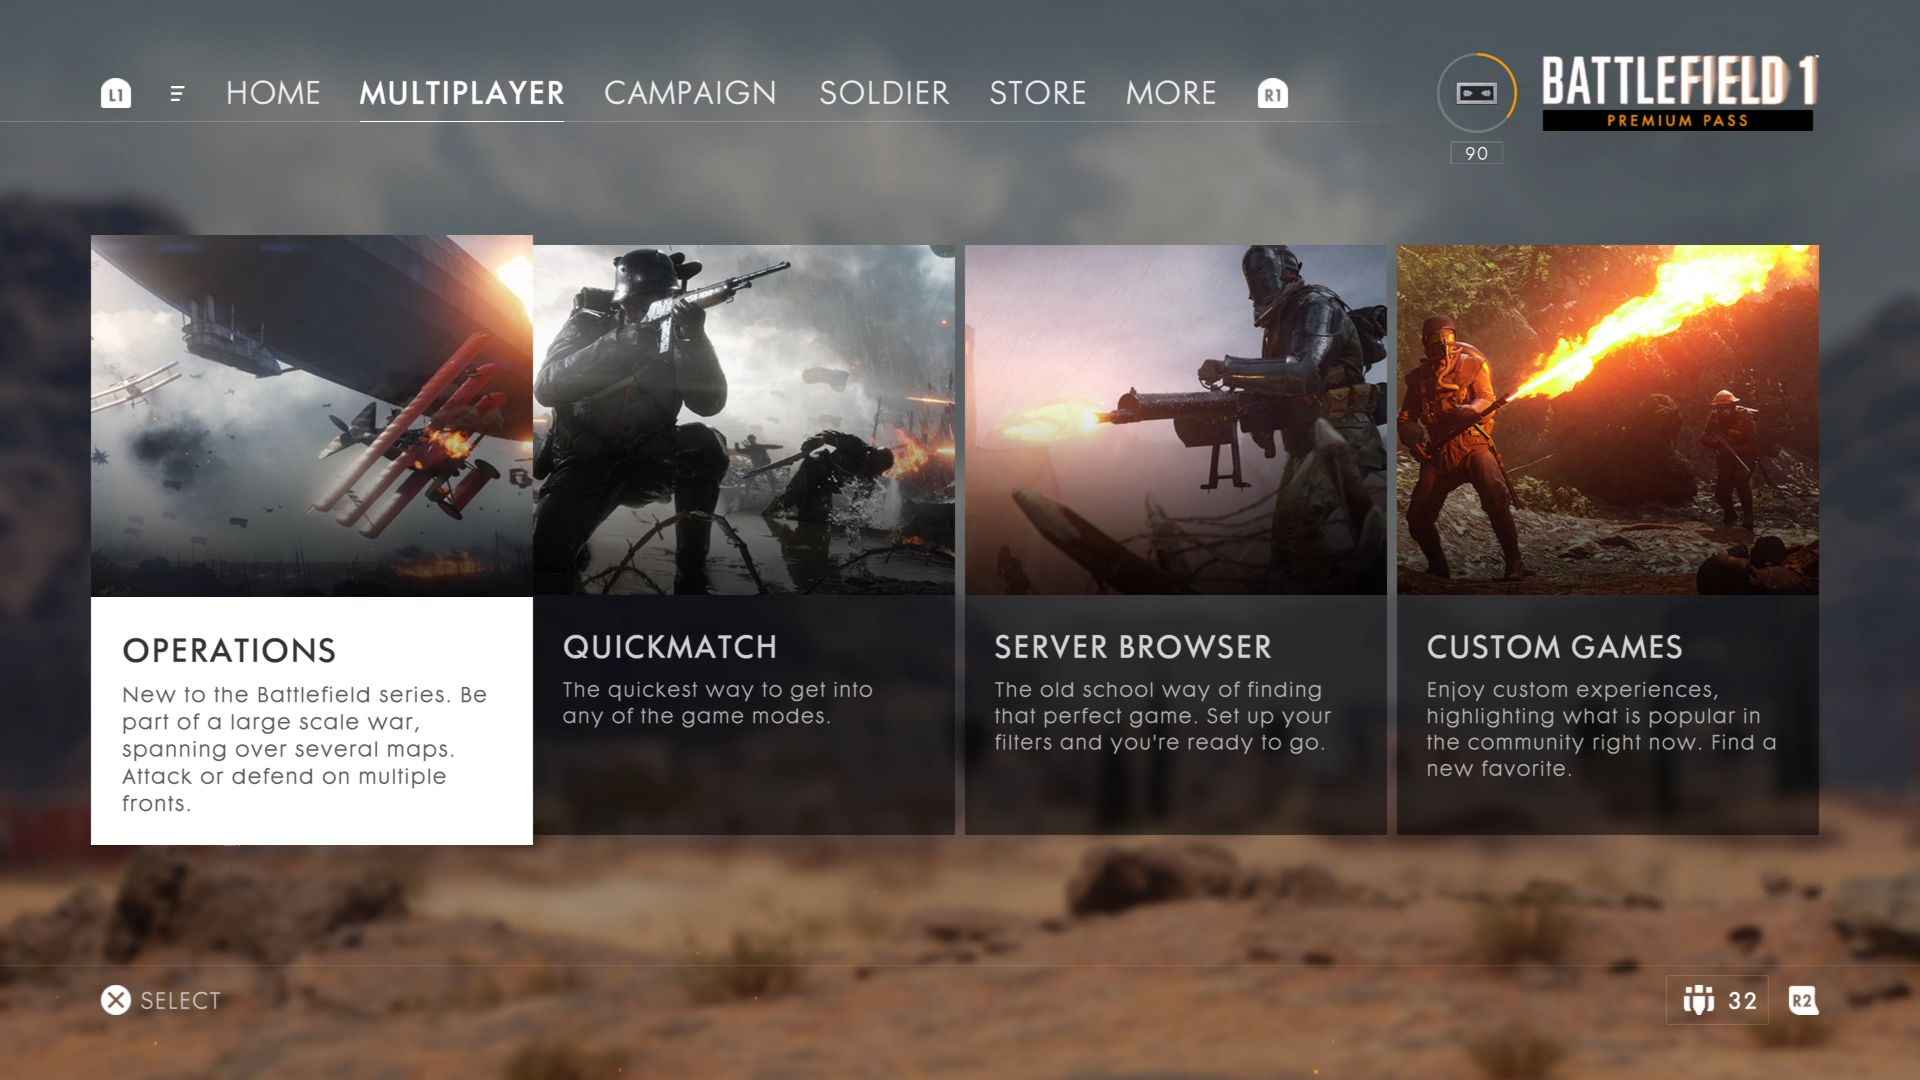 L1
HOME
MULTIPLAYER
CAMPAIGN
SOLDIER
STORE
MORE
R1
BATTLEFIELD 1
PREMIUM PASS
90
OPERATIONS
New to the Battlefield series. Be
part of a large scale war,
spanning over several maps.
Attack or defend on multiple
fronts.
QUICKMATCH
The quickest way to get into
any of the game modes.
SERVER BROWSER
The old school way of finding
that perfect game. Set up your
filters and you're ready to go.
CUSTOM GAMES
Enjoy custom experiences,
highlighting what is popular in
the community right now. Find a
new favorite.
SELECT
32
R2